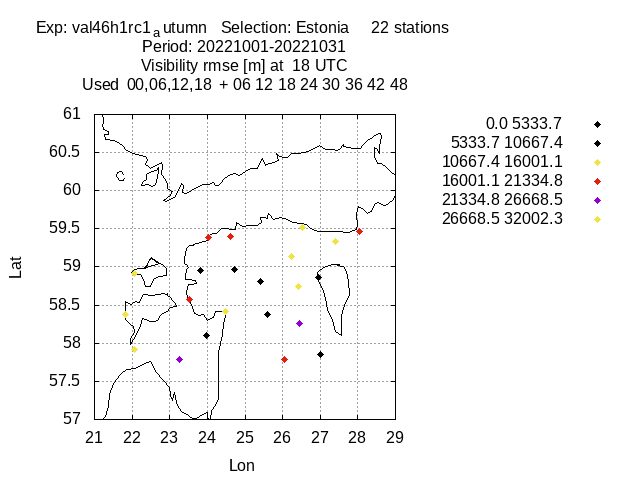 Exp: val46h1rc1autumn Selection: Estonia 22 stations
Period: 20221001-20221031
Visibility rmse [m] at 18 UTC
Used 00,06,12,18 + 06 12 18 24 30 36 42 48
61
60.5
60
59.5
59
58.5
58
57.5
57
Lat
21 22 23 24 25 26 27 28 29
Lon
0.0 5333.7
5333.7 10667.4
10667.4 16001.1
16001.1 21334.8
21334.8 26668.5
26668.5 32002.3